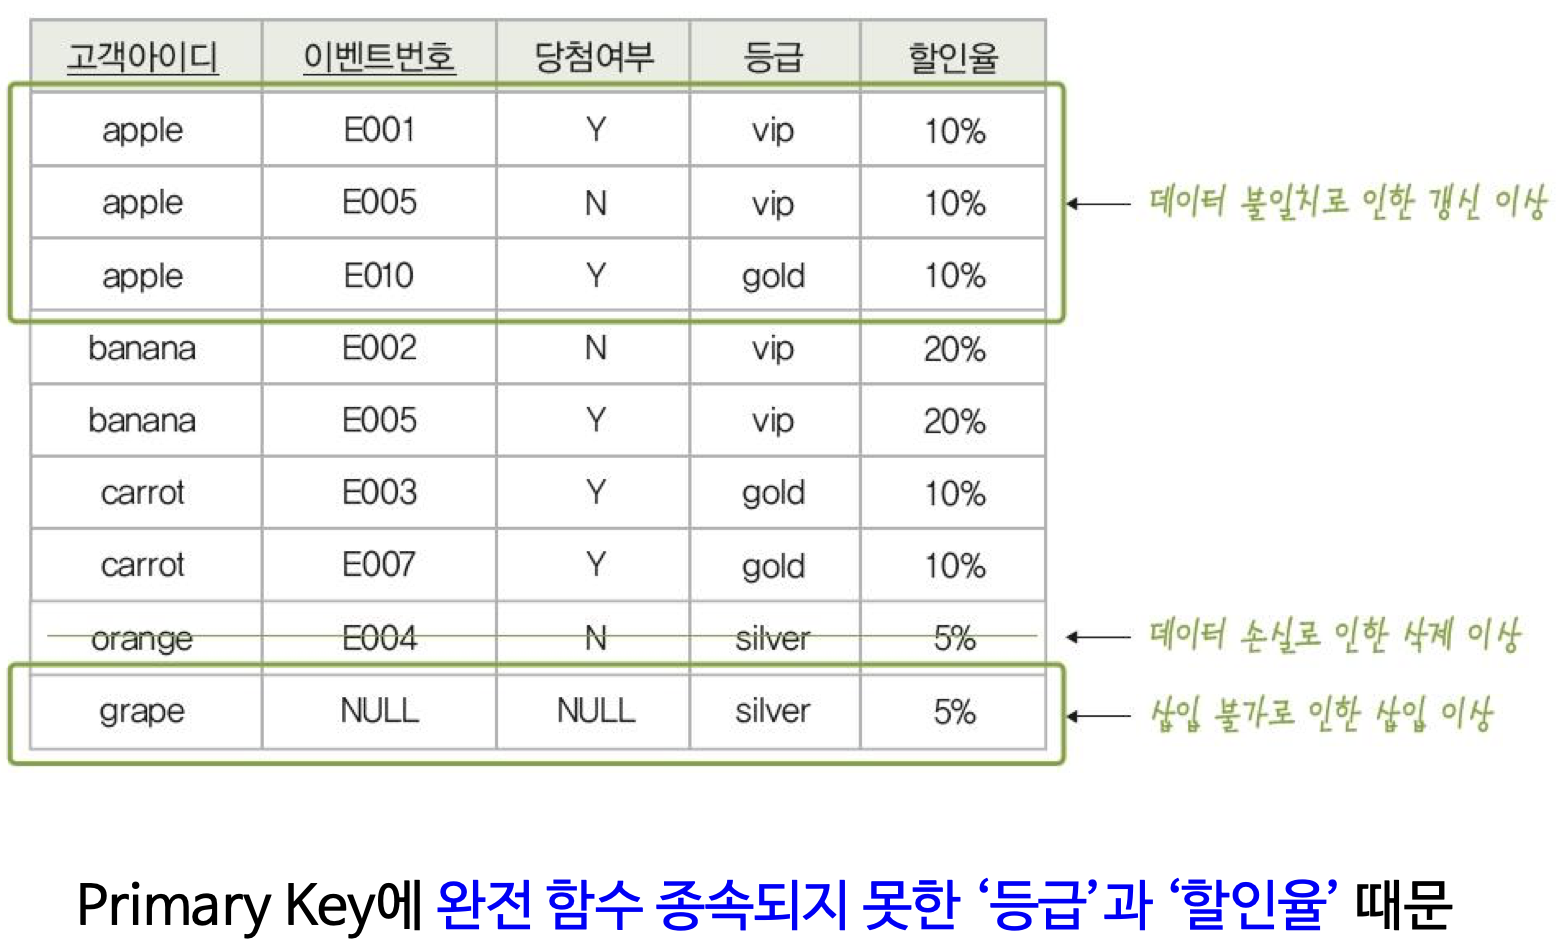 고객아이디 이벤트번호 당첨여부 등급 할인율
apple E001 Y vip 10%
apple E005 N vip 10% 데이터 불일치로 인한 갱신 이상
apple E010 Y gold 10%
banana E002 N vip 20%
banana E005 Y vip 20%
carrot E003 Y gold 10%
carrot E007 Y gold 10%
orange E004 N silver 5% 데이터 손실로 인한 삭제 이상
grape NULL NULL silver 5% 삽입 불가로 인한 삽입 이상
Primary Key에 완전 함수 종속되지 못한 ‘등급’과 ‘할인율’ 때문